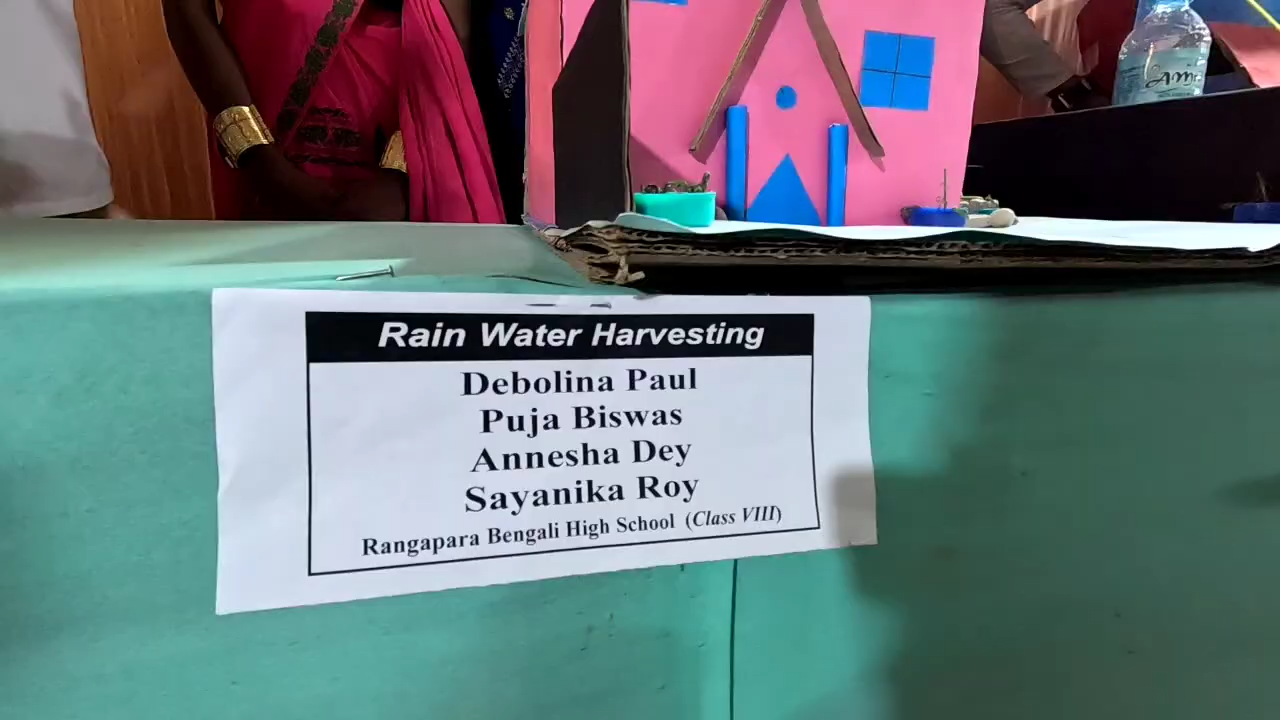 Rain Water Harvesting
Debolina Paul
Puja Biswas
Annesha Dey
Sayanika Roy
Rangapara Bengali High School (Class VIII)